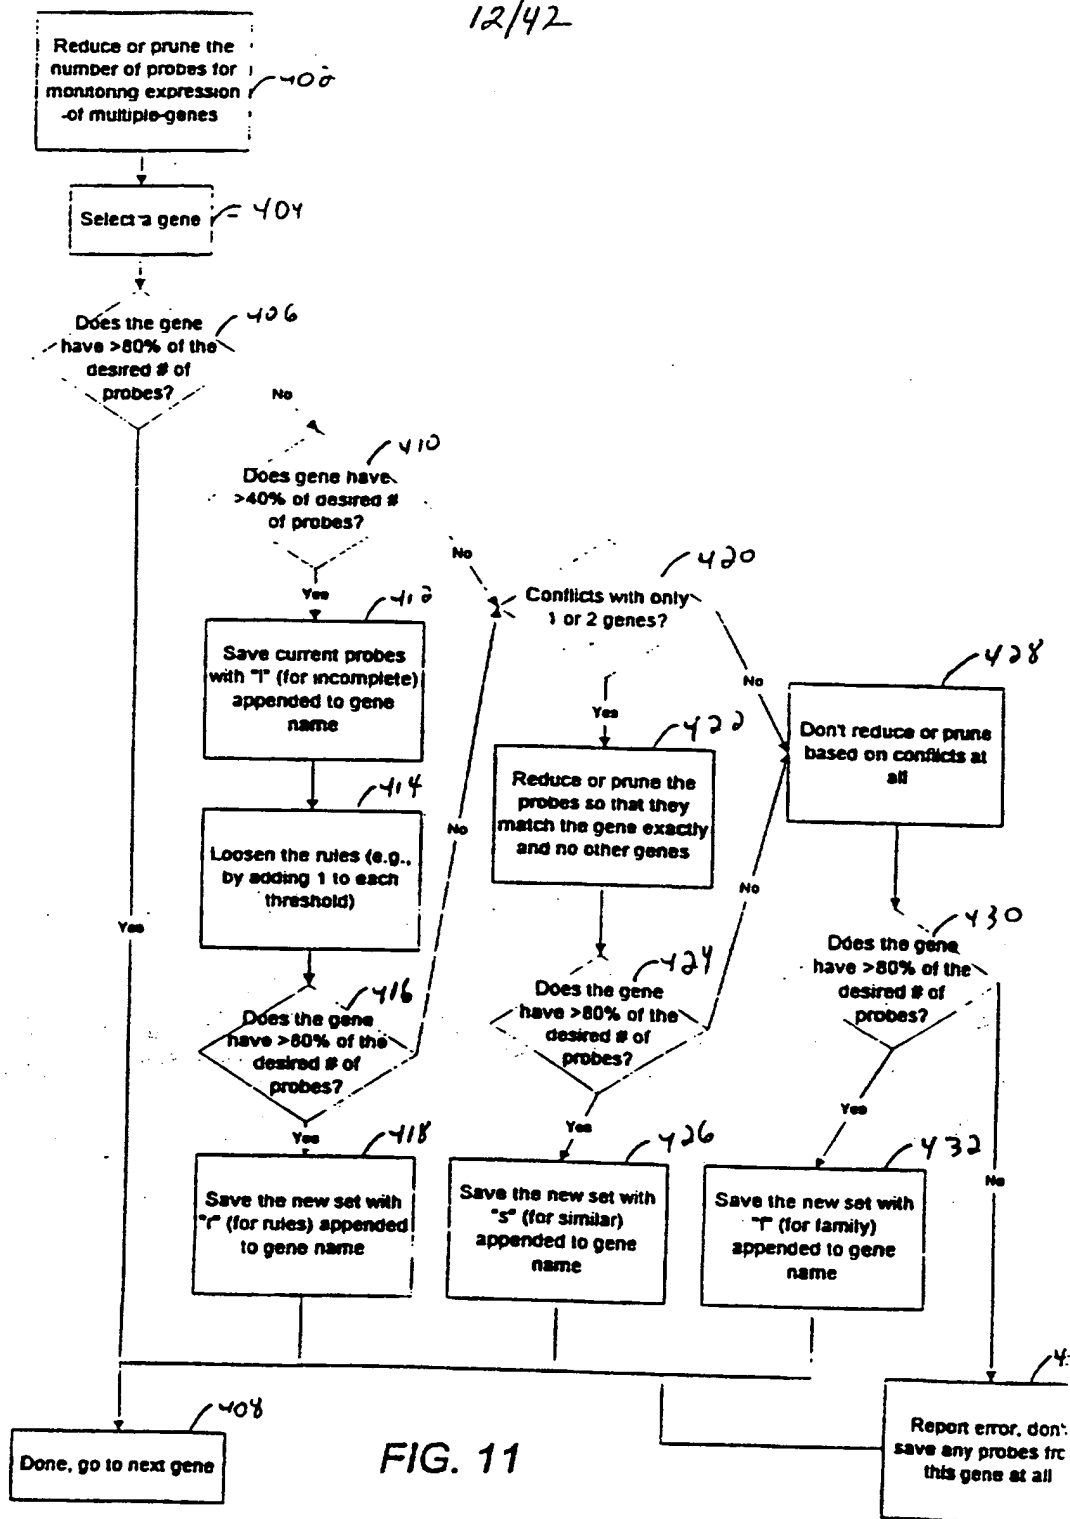 12/42
Reduce or prune the
number of probes for
monitoring expression
of multiple genes
402
Select a gene
404
Does the gene
have >80% of the
desired # of
probes?
406
No
Does gene have
>40% of desired #
of probes?
410
No
Yes
Save current probes
with "i" (for incomplete)
appended to gene
name
412
Loosen the rules (e.g.,
by adding 1 to each
threshold)
414
Does the gene
have >80% of the
desired # of
probes?
416
No
Yes
Save the new set with
"r" (for rules) appended
to gene name
418
Conflicts with only
1 or 2 genes?
420
No
Yes
Reduce or prune the
probes so that they
match the gene exactly
and no other genes
422
Does the gene
have >80% of the
desired # of
probes?
424
No
Yes
Save the new set with
"s" (for similar)
appended to gene
name
426
Don't reduce or prune
based on conflicts at
all
428
Does the gene
have >80% of the
desired # of
probes?
430
Yes
No
Save the new set with
"f" (for family)
appended to gene
name
432
Yes
Report error, don't
save any probes
this gene at all
Done, go to next gene
408
FIG. 11